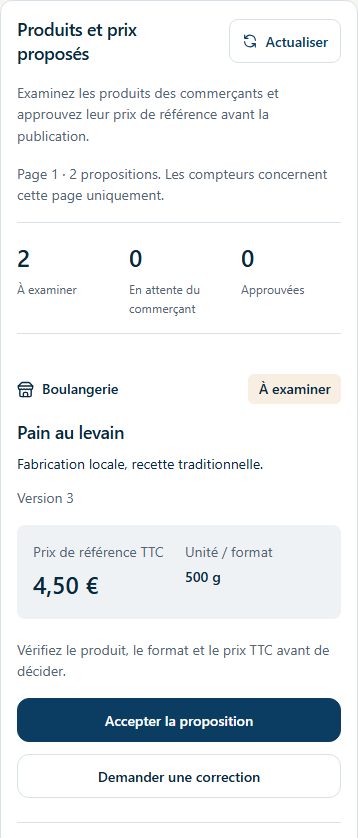 Produits et prix
proposés
Actualiser
Examinez les produits des commerçants et
approuvez leur prix de référence avant la
publication.
Page 1 · 2 propositions. Les compteurs concernent
cette page uniquement.
2
À examiner
0
En attente du
commerçant
0
Approuvées
Boulangerie
À examiner
Pain au levain
Fabrication locale, recette traditionnelle.
Version 3
Prix de référence TTC
4,50 €
Unité / format
500 g
Vérifiez le produit, le format et le prix TTC avant de
décider.
Accepter la proposition
Demander une correction